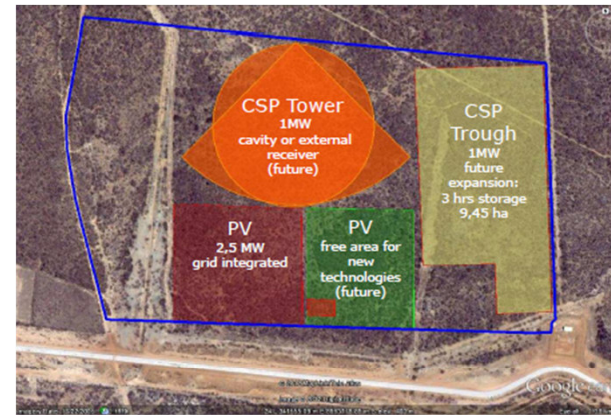 CSP Tower
1MW
cavity or external
receiver
(future)
CSP
Trough
1MW
future
expansion:
3 hrs storage
9,45 ha
PV
2,5 MW
grid integrated
PV
free area for
new
technologies
(future)
Google